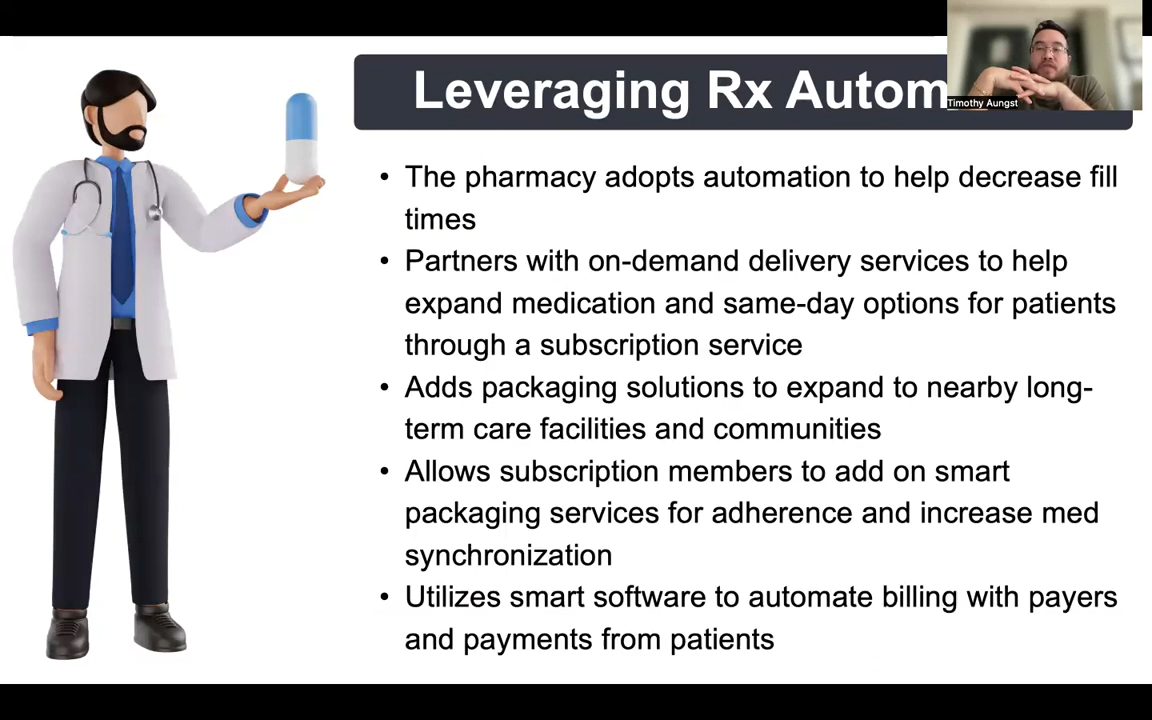 Leveraging Rx Autom
Timothy Aungst
• The pharmacy adopts automation to help decrease fill
times
• Partners with on-demand delivery services to help
expand medication and same-day options for patients
through a subscription service
• Adds packaging solutions to expand to nearby long-
term care facilities and communities
• Allows subscription members to add on smart
packaging services for adherence and increase med
synchronization
• Utilizes smart software to automate billing with payers
and payments from patients